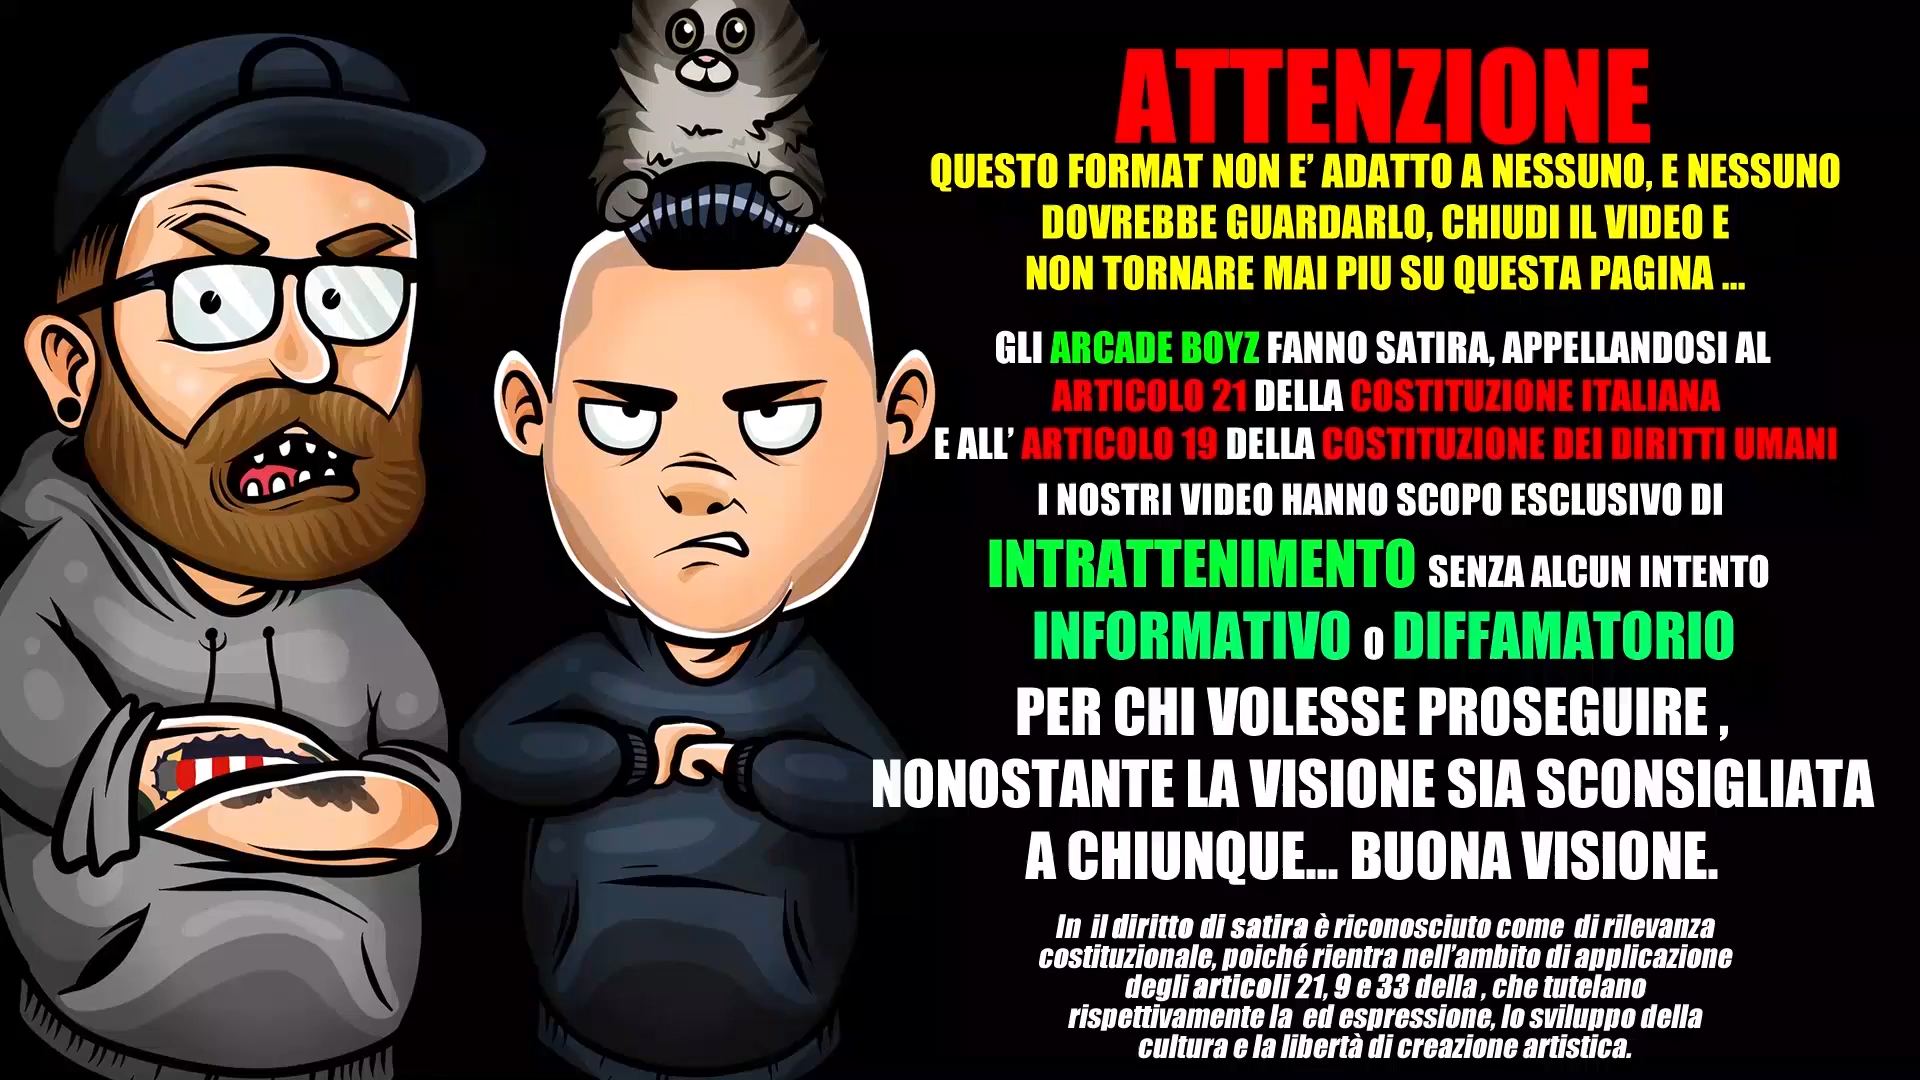 ATTENZIONE
QUESTO FORMAT NON E' ADATTO A NESSUNO, E NESSUNO
DOVREBBE GUARDARLO, CHIUDI IL VIDEO E
NON TORNARE MAI PIU SU QUESTA PAGINA ...
GLI ARCADE BOYZ FANNO SATIRA, APPELLANDOSI AL
ARTICOLO 21 DELLA COSTITUZIONE ITALIANA
E ALL' ARTICOLO 19 DELLA COSTITUZIONE DEI DIRITTI UMANI
I NOSTRI VIDEO HANNO SCOPO ESCLUSIVO DI
INTRATTENIMENTO SENZA ALCUN INTENTO
INFORMATIVO O DIFFAMATORIO
PER CHI VOLESSE PROSEGUIRE ,
NONOSTANTE LA VISIONE SIA SCONSIGLIATA
A CHIUNQUE... BUONA VISIONE.
In il diritto di satira è riconosciuto come di rilevanza
costituzionale, poiché rientra nell'ambito di applicazione
degli articoli 21, 9 e 33 della , che tutelano
rispettivamente la ed espressione, lo sviluppo della
cultura e la libertà di creazione artistica.